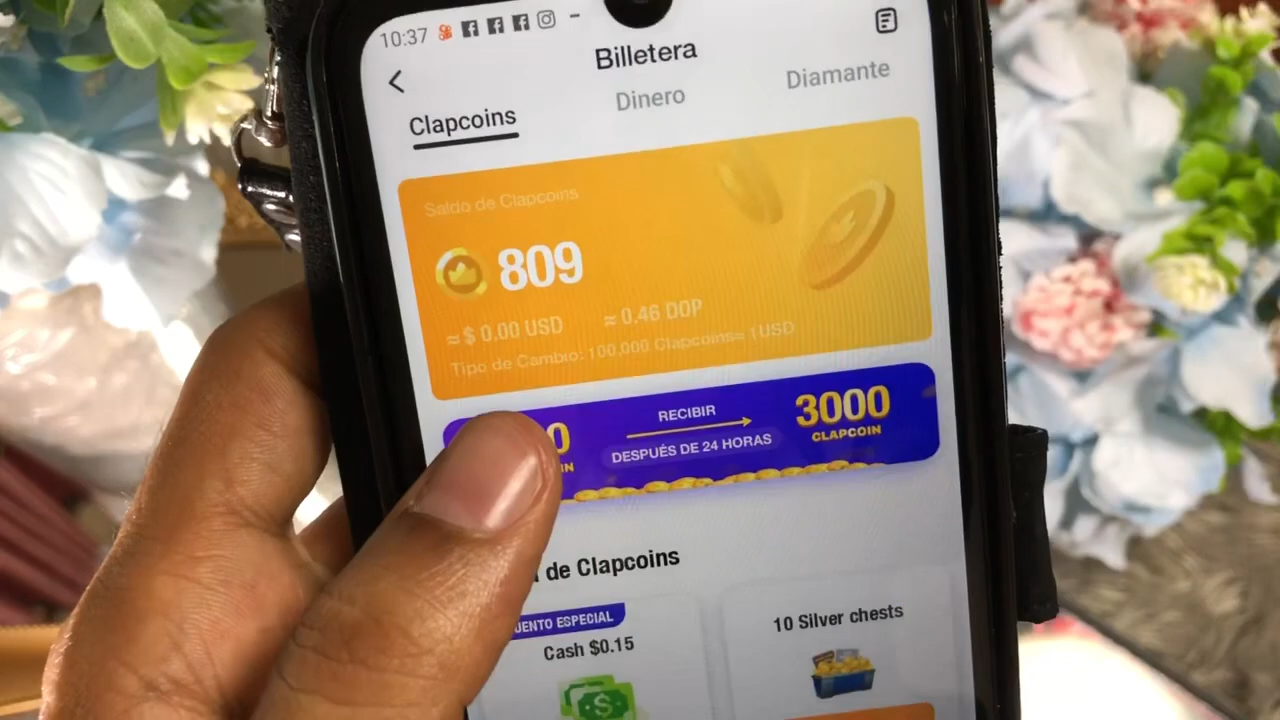 10:37
Billetera
Clapcoins Dinero Diamante
Saldo de Clapcoins
809
≈ $ 0.00 USD ≈ 0.46 DOP
Tipo de Cambio: 100,000 Clapcoins= 1USD
RECIBIR
DESPUÉS DE 24 HORAS
3000
CLAPCOIN
de Clapcoins
ESPECIAL
Cash $0.15
10 Silver chests